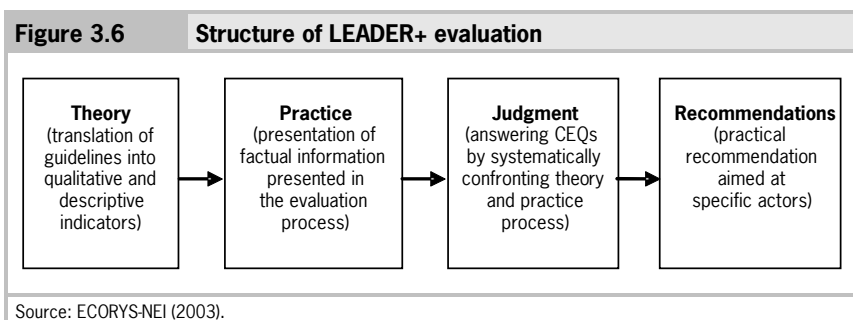 Figure 3.6 Structure of LEADER+ evaluation
Theory
(translation of
guidelines into
qualitative and
descriptive
indicators)
Practice
(presentation of
factual information
presented in
the evaluation
process)
Judgment
(answering CEQs
by systematically
confronting theory
and practice
process)
Recommendations
(practical
recommendation
aimed at
specific actors)
Source: ECORYS-NEI (2003).